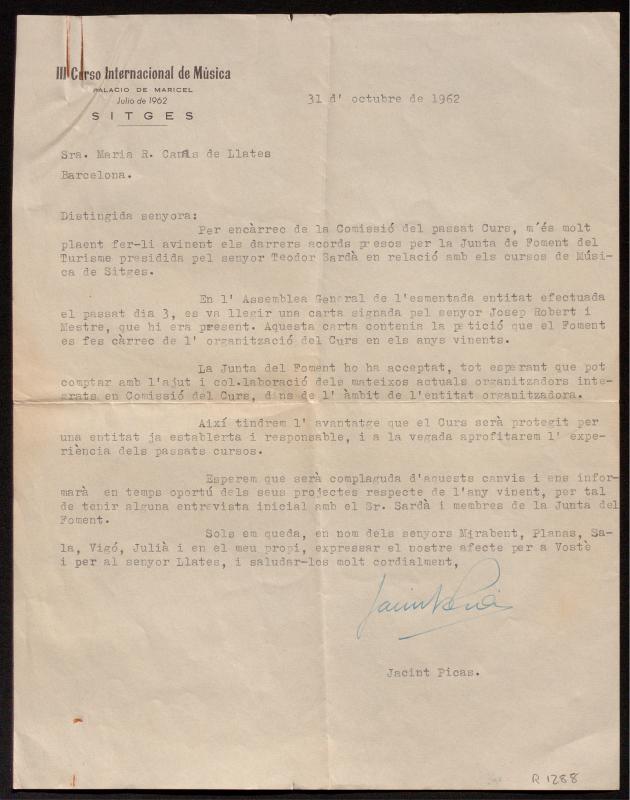 III Curso Internacional de Música
PALACIO DE MARICEL
Julio de 1962
SITGES
31 d' octubre de 1962
Sra. Maria R. Canals de Llates
Barcelona.
Distingida senyora:
Per encàrrec de la Comissió del passat Curs, m'és molt
plaent fer-li avinent els darrers acords presos per la Junta de Foment del
Turisme presidida pel senyor Teodor Sardà en relació amb els cursos de Músi-
ca de Sitges.
En l' Assemblea General de l'esmentada entitat efectuada
el passat dia 3, es va llegir una carta signada pel senyor Josep Robert i
Mestre, que hi era present. Aquesta carta contenia la petició que el Foment
es fes càrrec de l' organització del Curs en els anys vinents.
La Junta del Foment ho ha acceptat, tot esperant que pot
comptar amb l'ajut i col.laboració dels mateixos actuals organitzadors inte-
grats en Comissió del Curs, dins de l' àmbit de l'entitat organitzadora.
Així tindrem l' avantatge que el Curs serà protegit per
una entitat ja establerta i responsable, i a la vegada aprofitarem l' expe-
riència dels passats cursos.
Esperem que serà complaguda d'aquests canvis i ens infor-
marà en temps oportú dels seus projectes respecte de l'any vinent, per tal
de tenir alguna entrevista inicial amb el Sr. Sardà i membres de la Junta del
Foment.
Sols em queda, en nom dels senyors Mirabent, Planas, Sa-
la, Vigó, Julià i en el meu propi, expressar el nostre afecte per a Vostè
i per al senyor Llates, i saludar-los molt cordialment,
Jacint Picas
Jacint Picas.
R 1288